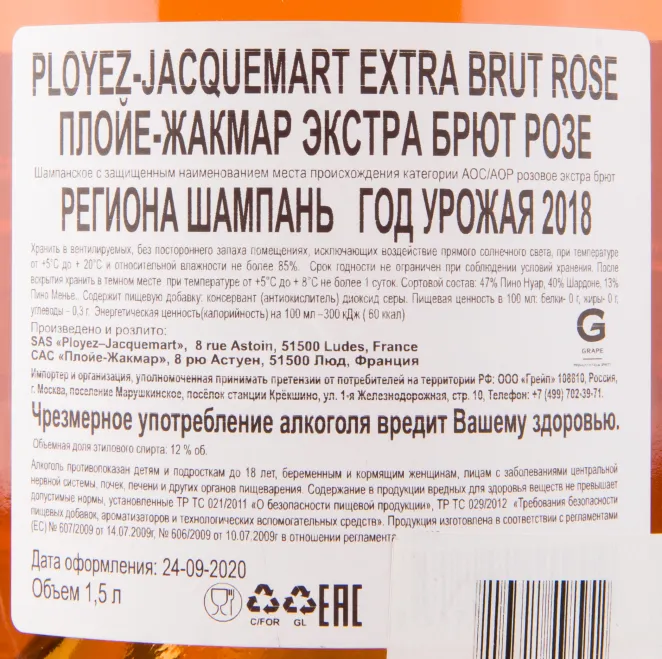 PLOYEZ-JACQUEMART EXTRA BRUT ROSE
ПЛОЙЕ-ЖАКМАР ЭКСТРА БРЮТ РОЗЕ
Шампанское с защищенным наименованием места происхождения категории AOC/AOP розовое экстра брют
РЕГИОНА ШАМПАНЬ ГОД УРОЖАЯ 2018
Хранить в вентилируемых, без постороннего запаха помещениях, исключающих воздействие прямого солнечного света, при температуре
от +5°С до + 20°С и относительной влажности не более 85%. Срок годности не ограничен при соблюдении условий хранения. После
вскрытия хранить в темном месте при температуре от +5°С до + 8°С не более 1 суток. Сортовой состав: 47% Пино Нуар, 40% Шардоне, 13%
Пино Менье. Содержит пищевую добавку: консервант (антиокислитель) диоксид серы. Пищевая ценность в 100 мл: белки- 0 г, жиры- 0 г,
углеводы – 0,3 г. Энергетическая ценность(калорийность) на 100 мл –300 кДж ( 60 ккал)
G
GRAPE
Произведено и розлито:
SAS «Ployez–Jacquemart», 8 rue Astoin, 51500 Ludes, France
САС «Плойе-Жакмар», 8 рю Астуен, 51500 Люд, Франция
Импортер и организация, уполномоченная принимать претензии от потребителей на территории РФ: ООО «Грейп» 108810, Россия,
г. Москва, поселение Марушкинское, посёлок станции Крёкшино, ул. 1-я Железнодорожная, стр. 10, Телефон: +7 (499) 702-39-71.
Чрезмерное употребление алкоголя вредит Вашему здоровью.
Объемная доля этилового спирта: 12 % об.
Алкоголь противопоказан детям и подросткам до 18 лет, беременным и кормящим женщинам, лицам с заболеваниями центральной
нервной системы, почек, печени и других органов пищеварения. Содержание в продукции вредных для здоровья веществ не превышает
допустимые нормы, установленные ТР ТС 021/2011 «О безопасности пищевой продукции», ТР ТС 029/2012 «Требования безопасности
пищевых добавок, ароматизаторов и технологических вспомогательных средств». Продукция изготовлена в соответствии с регламентами
(ЕС) № 607/2009 от 14.07.2009г, № 606/2009 от 10.07.2009г в отношении регламента
Дата оформления: 24-09-2020
Объем 1,5 л
C/FOR
GL
EAC